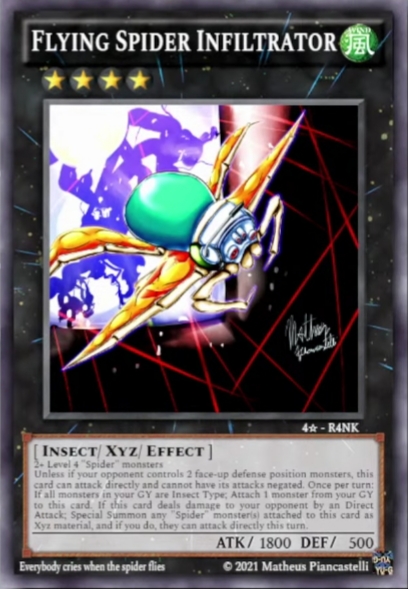 FLYING SPIDER INFILTRATOR
WIND
風
4☆ - R4NK
[ INSECT/ XYZ/ EFFECT ]
2+ Level 4 "Spider" monsters
Unless if your opponent controls 2 face-up defense position monsters, this
card can attack directly and cannot have its attacks negated. Once per turn:
If all monsters in your GY are Insect Type; Attach 1 monster from your GY
to this card. If this card deals damage to your opponent by an Direct
Attack; Special Summon any "Spider" monster(s) attached to this card as
Xyz material, and if you do, they can attack directly this turn.
ATK/ 1800 DEF/ 500
Everybody cries when the spider flies
© 2021 Matheus Piancastelli